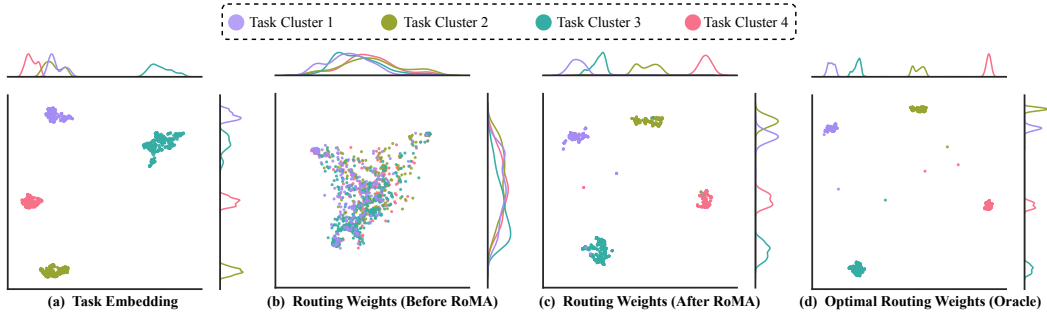 Task Cluster 1 Task Cluster 2 Task Cluster 3 Task Cluster 4
(a) Task Embedding
(b) Routing Weights (Before RoMA)
(c) Routing Weights (After RoMA)
(d) Optimal Routing Weights (Oracle)